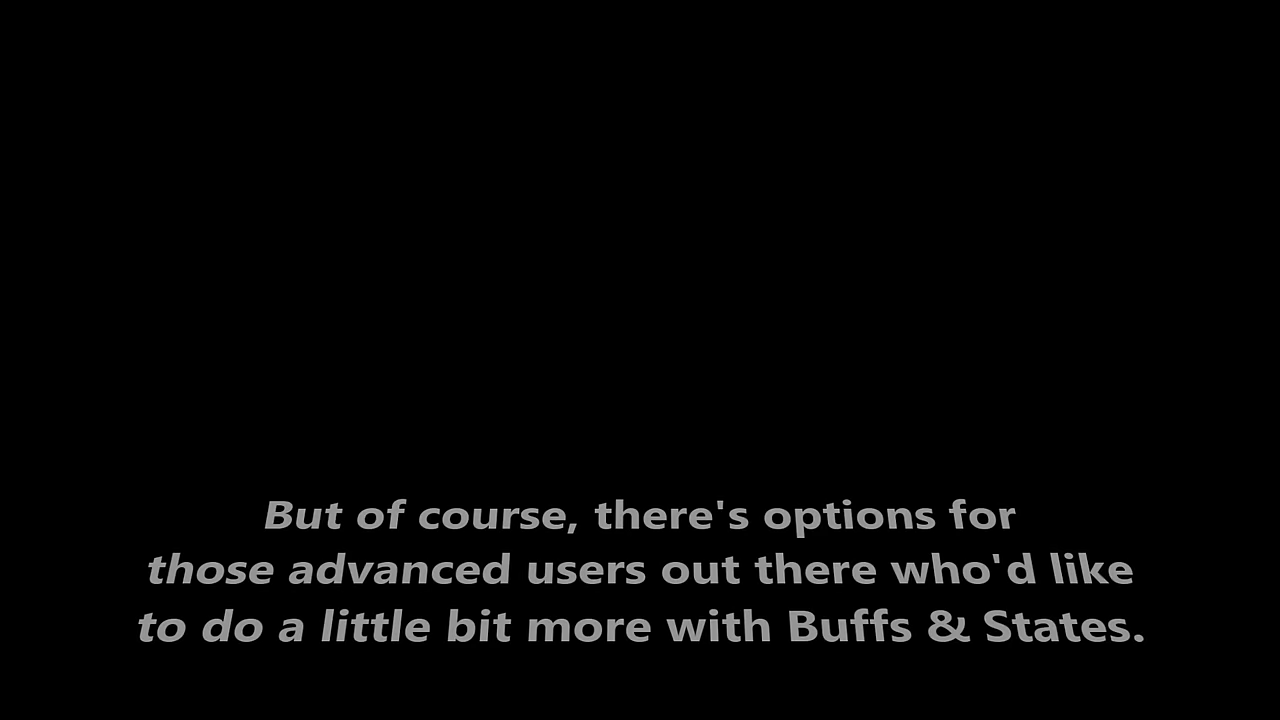 But of course, there's options for
those advanced users out there who'd like
to do a little bit more with Buffs & States.